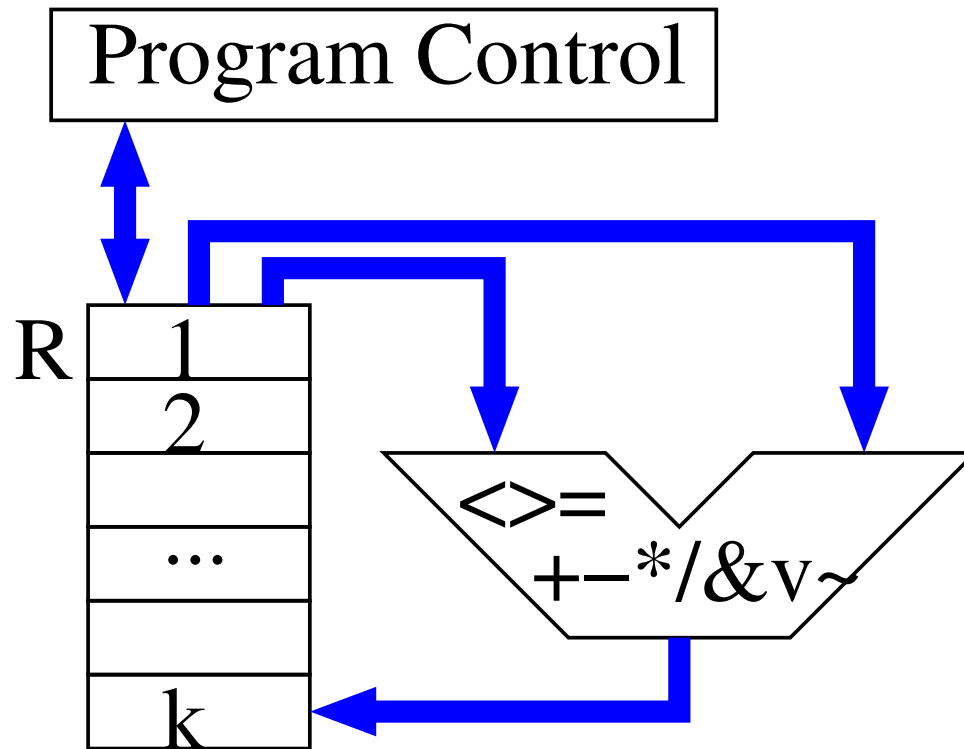 Program Control
R
1
2
...
k
<>=
+−*/&v~